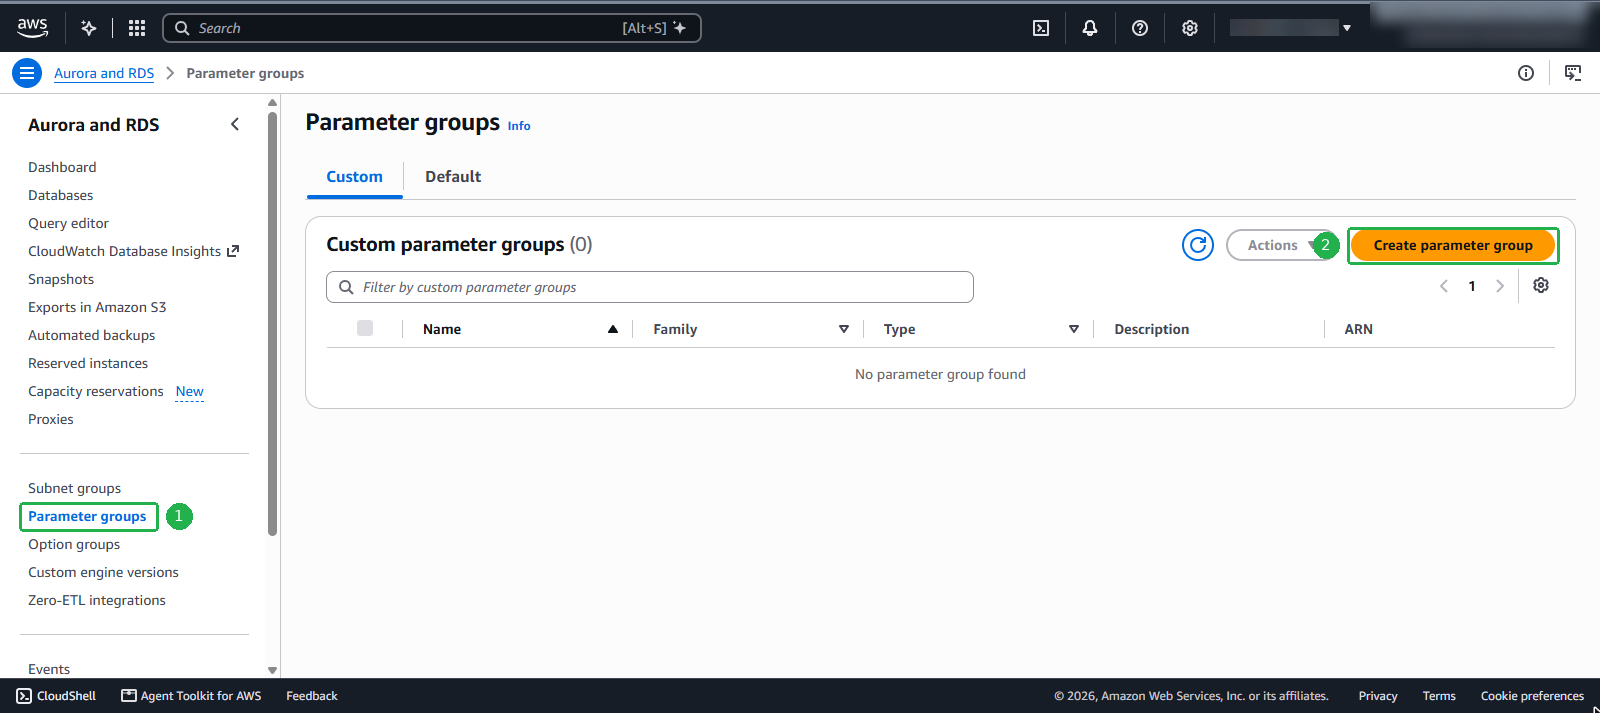 aws
Search [Alt+S]
Aurora and RDS > Parameter groups
Aurora and RDS
Dashboard
Databases
Query editor
CloudWatch Database Insights
Snapshots
Exports in Amazon S3
Automated backups
Reserved instances
Capacity reservations New
Proxies
Subnet groups
Parameter groups 1
Option groups
Custom engine versions
Zero-ETL integrations
Events
Parameter groups Info
Custom Default
Custom parameter groups (0)
Actions 2 Create parameter group
Filter by custom parameter groups
1
Name Family Type Description ARN
No parameter group found
CloudShell Agent Toolkit for AWS Feedback © 2026, Amazon Web Services, Inc. or its affiliates. Privacy Terms Cookie preferences